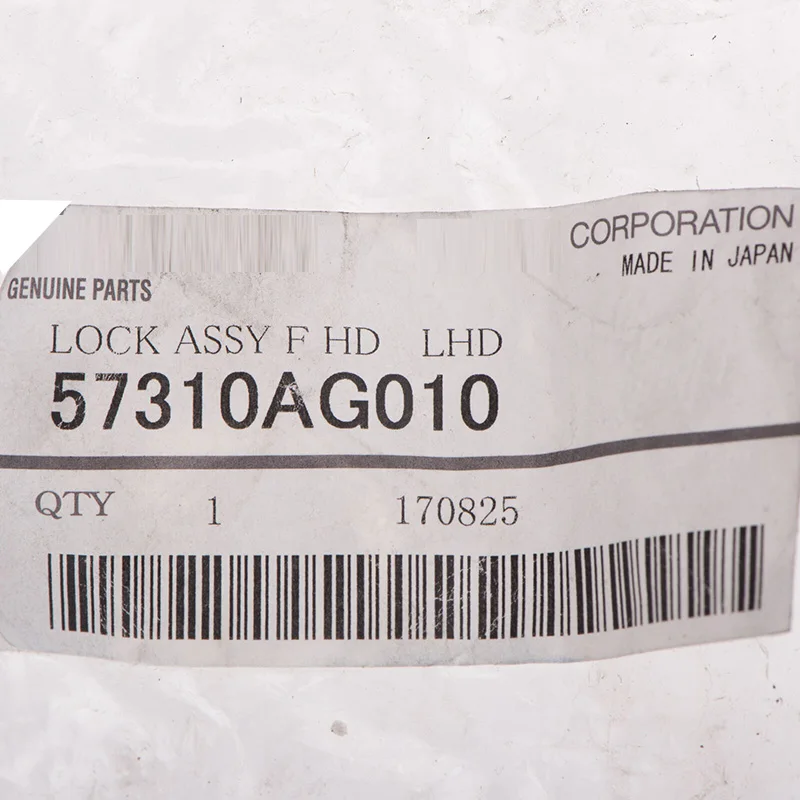 CORPORATION
MADE IN JAPAN
GENUINE PARTS
LOCK ASSY F HD LHD
57310AG010
QTY 1 170825